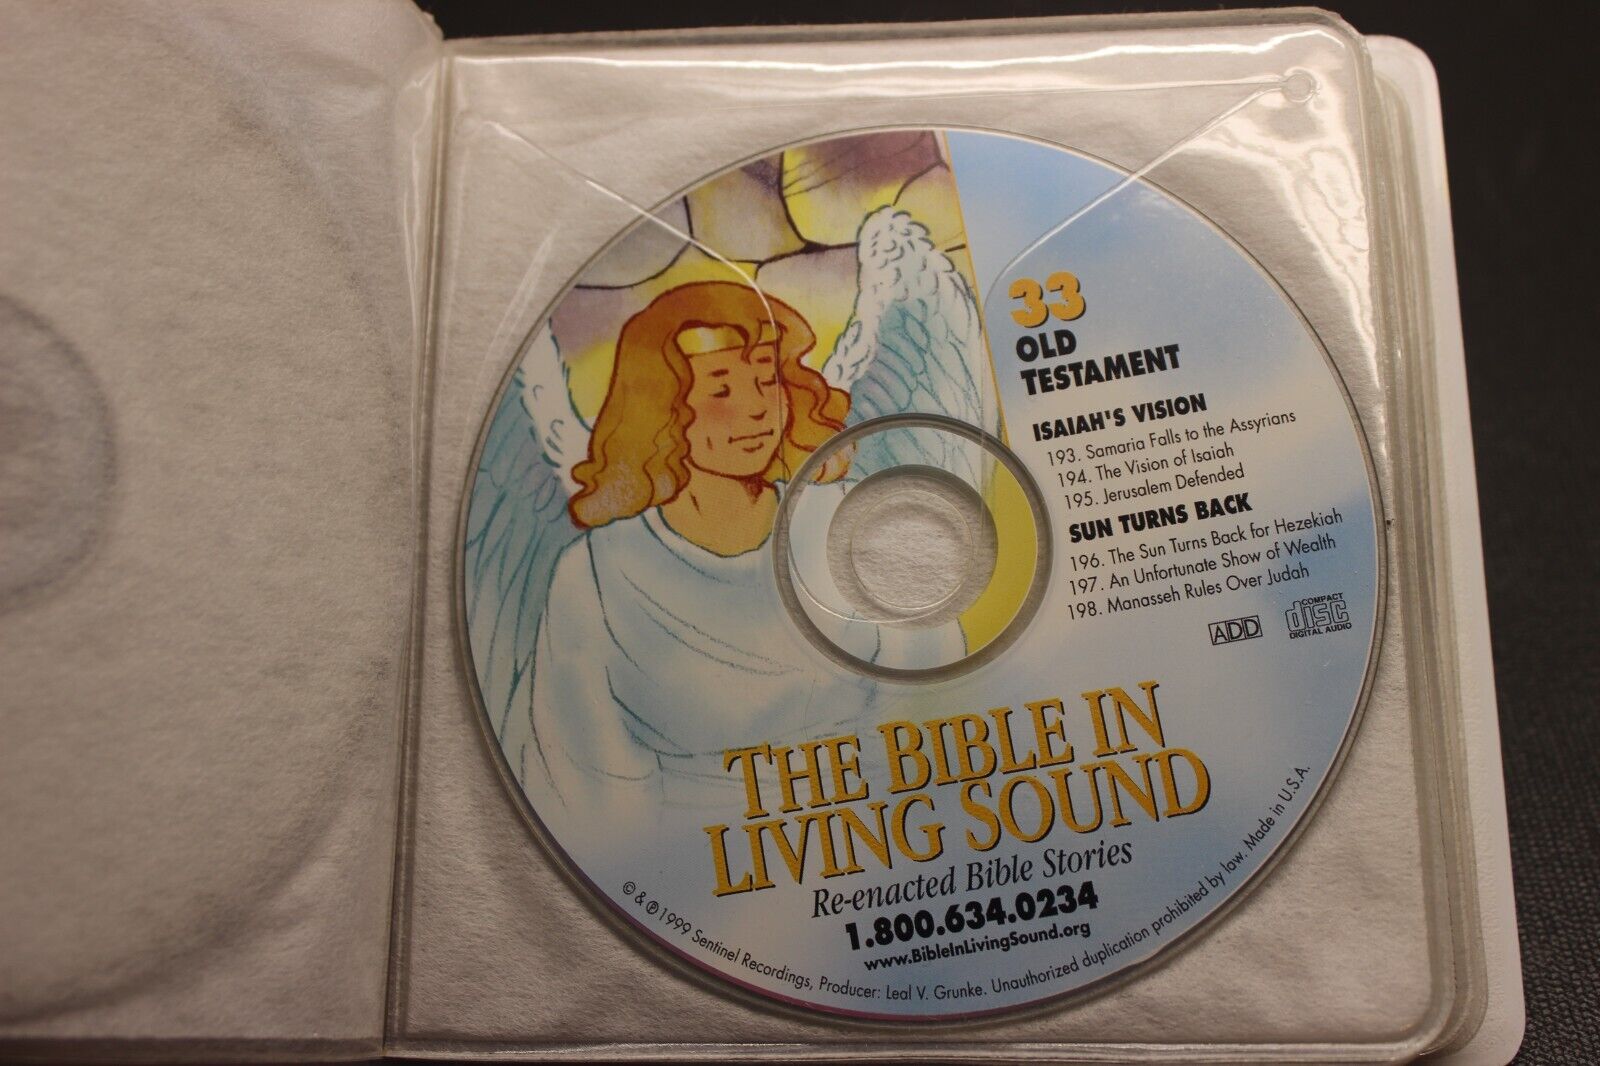 33
OLD
TESTAMENT
ISAIAH'S VISION
193. Samaria Falls to the Assyrians
194. The Vision of Isaiah
195. Jerusalem Defended
SUN TURNS BACK
196. The Sun Turns Back for Hezekiah
197. An Unfortunate Show of Wealth
198. Manasseh Rules Over Judah
ADD
COMPACT
disc
DIGITAL AUDIO
THE BIBLE IN
LIVING SOUND
Re-enacted Bible Stories
1.800.634.0234
www.BibleInLivingSound.org
© & ℗ 1999 Sentinel Recordings, Producer: Leal V. Grunke. Unauthorized duplication prohibited by law. Made in U.S.A.